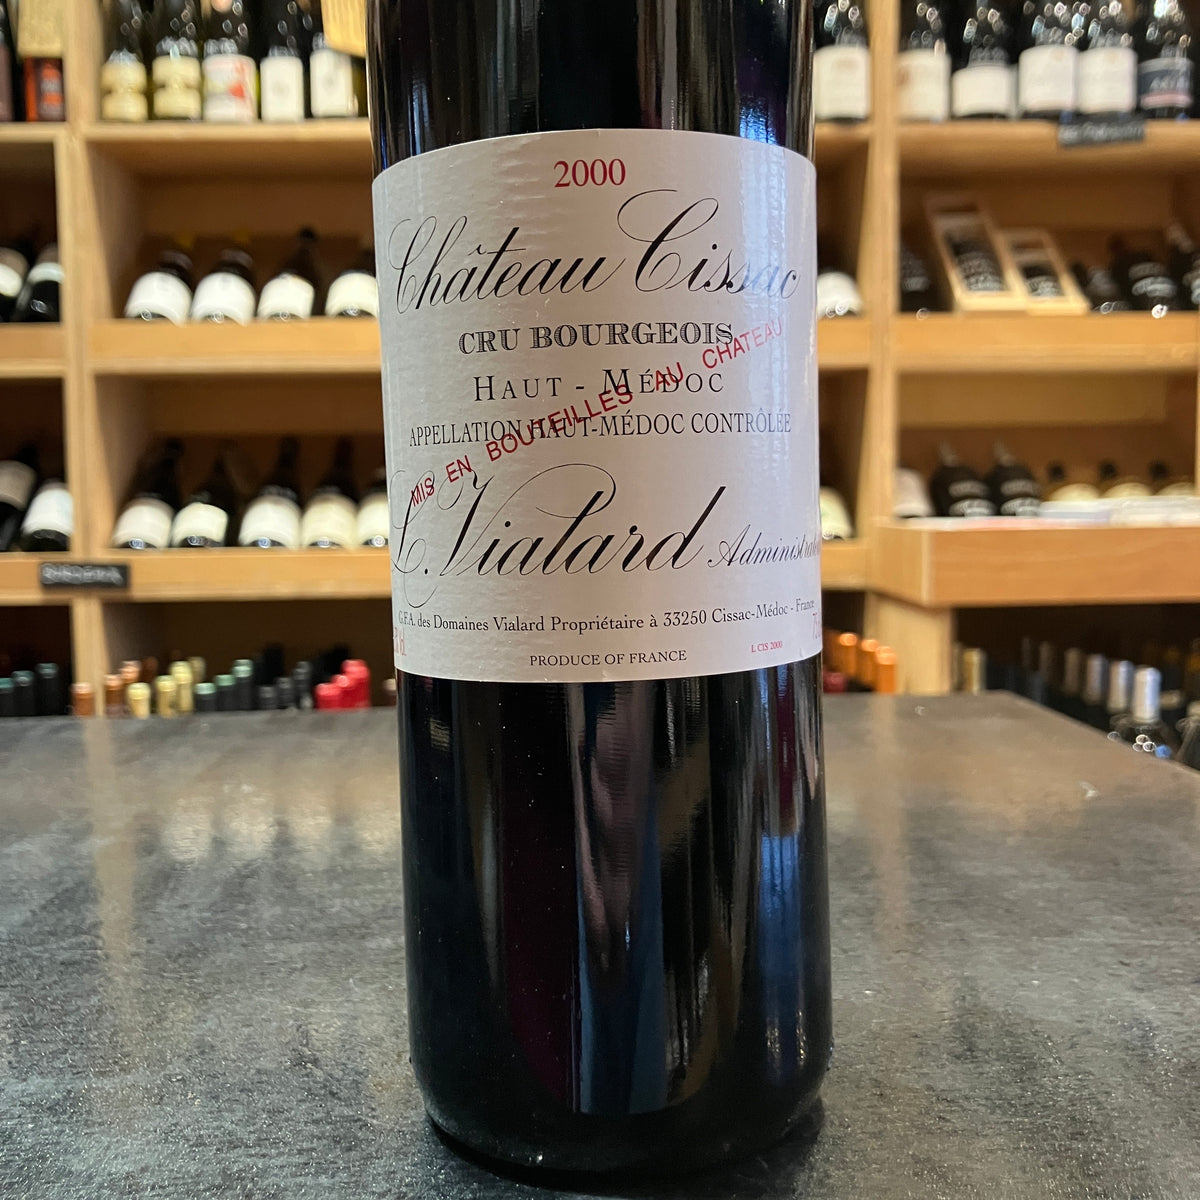 2000
Château Cissac
CRU BOURGEOIS
HAUT - MÉDOC
APPELLATION HAUT-MÉDOC CONTRÔLÉE
MIS EN BOUTEILLES AU CHATEAU
L. Vialard
G.F.A. des Domaines Vialard Propriétaire à 33250 Cissac-Médoc - France
L CIS 2000
PRODUCE OF FRANCE